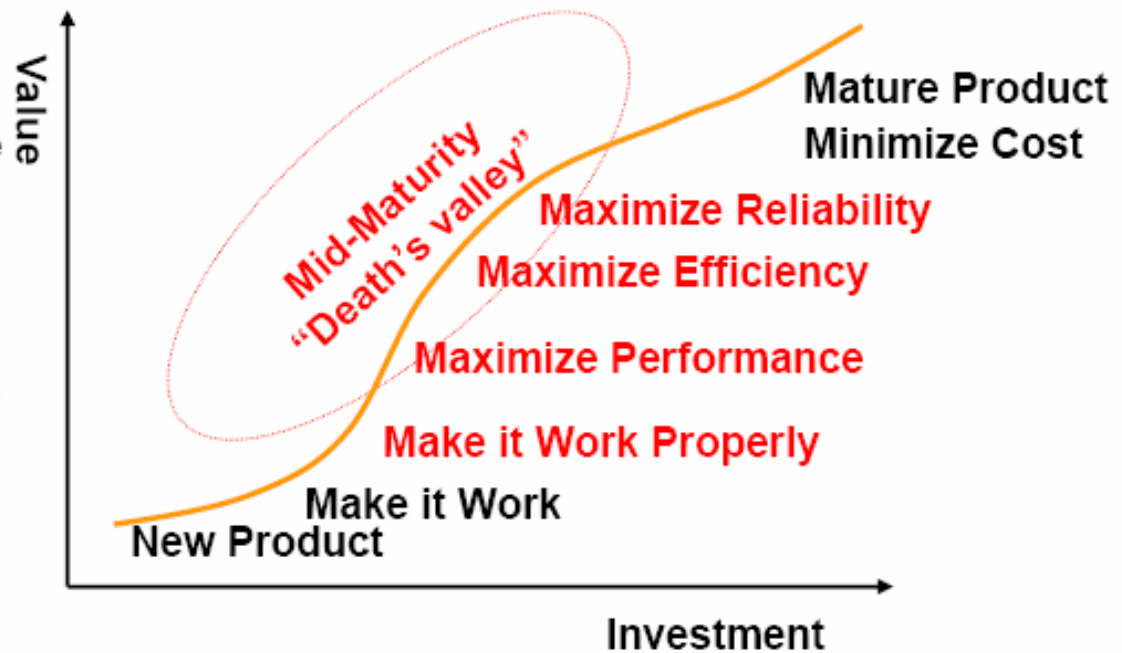 Value
Mid-Maturity
“Death’s valley”
Mature Product
Minimize Cost
Maximize Reliability
Maximize Efficiency
Maximize Performance
Make it Work Properly
Make it Work
New Product
Investment